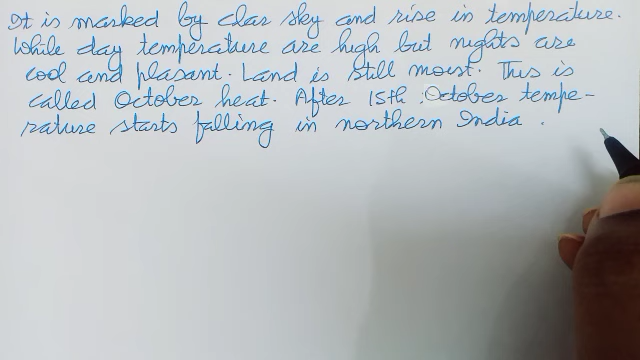 It is marked by clar sky and rise in temperature.
While day temperature are high but nights are
cool and plasant. Land is still moist. This is
called October heat. After 15th, October tempe-
rature starts falling in northern India.